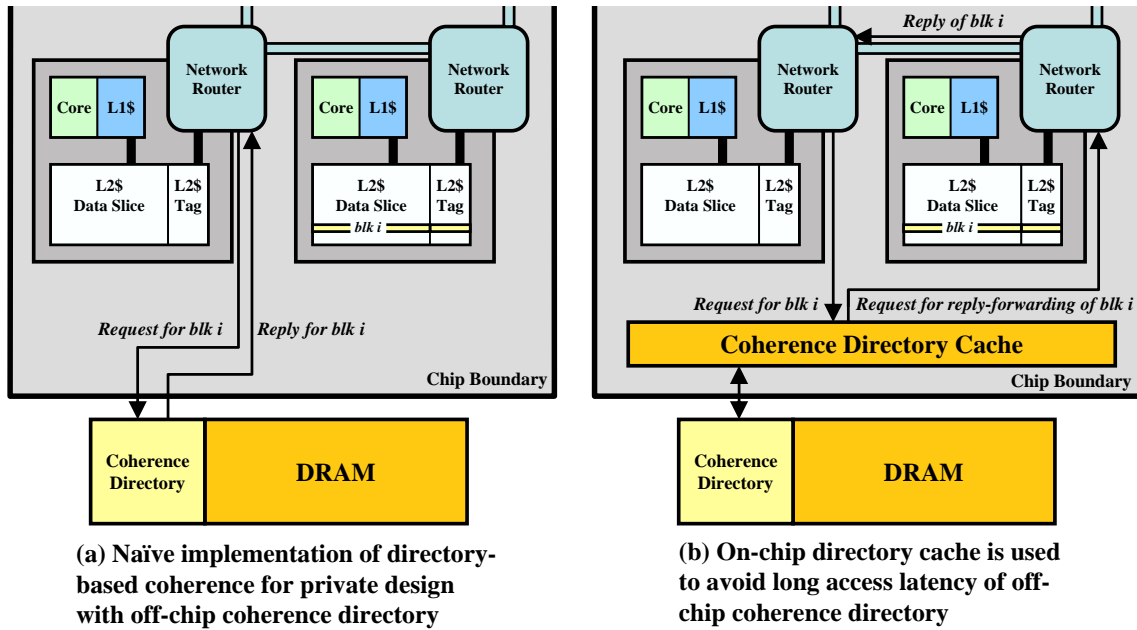 Network
Router
Network
Router
Core
L1$
Core
L1$
L2$
Data Slice
L2$
Tag
L2$
Data Slice
L2$
Tag
blk i
Request for blk i
Reply for blk i
Chip Boundary
Coherence
Directory
DRAM
(a) Naïve implementation of directory-
based coherence for private design
with off-chip coherence directory
Reply of blk i
Network
Router
Network
Router
Core
L1$
Core
L1$
L2$
Data Slice
L2$
Tag
L2$
Data Slice
L2$
Tag
blk i
Request for blk i
Request for reply-forwarding of blk i
Coherence Directory Cache
Chip Boundary
Coherence
Directory
DRAM
(b) On-chip directory cache is used
to avoid long access latency of off-
chip coherence directory